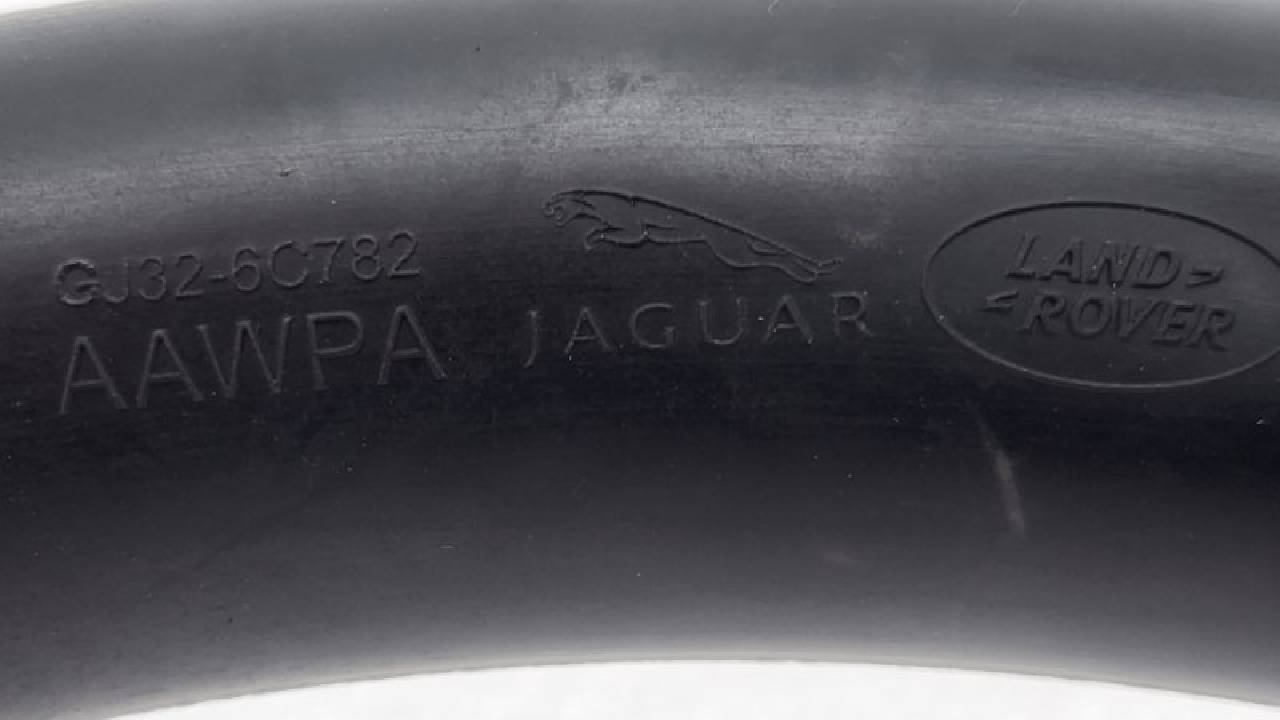 GJ32-6C782
AAWPA
JAGUAR
LAND
ROVER